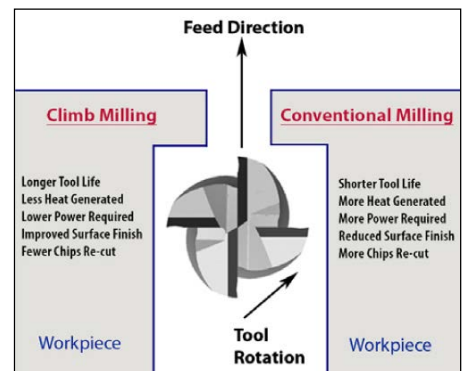 Feed Direction
Climb Milling
Longer Tool Life
Less Heat Generated
Lower Power Required
Improved Surface Finish
Fewer Chips Re-cut
Workpiece
Conventional Milling
Shorter Tool Life
More Heat Generated
More Power Required
Reduced Surface Finish
More Chips Re-cut
Workpiece
Tool
Rotation